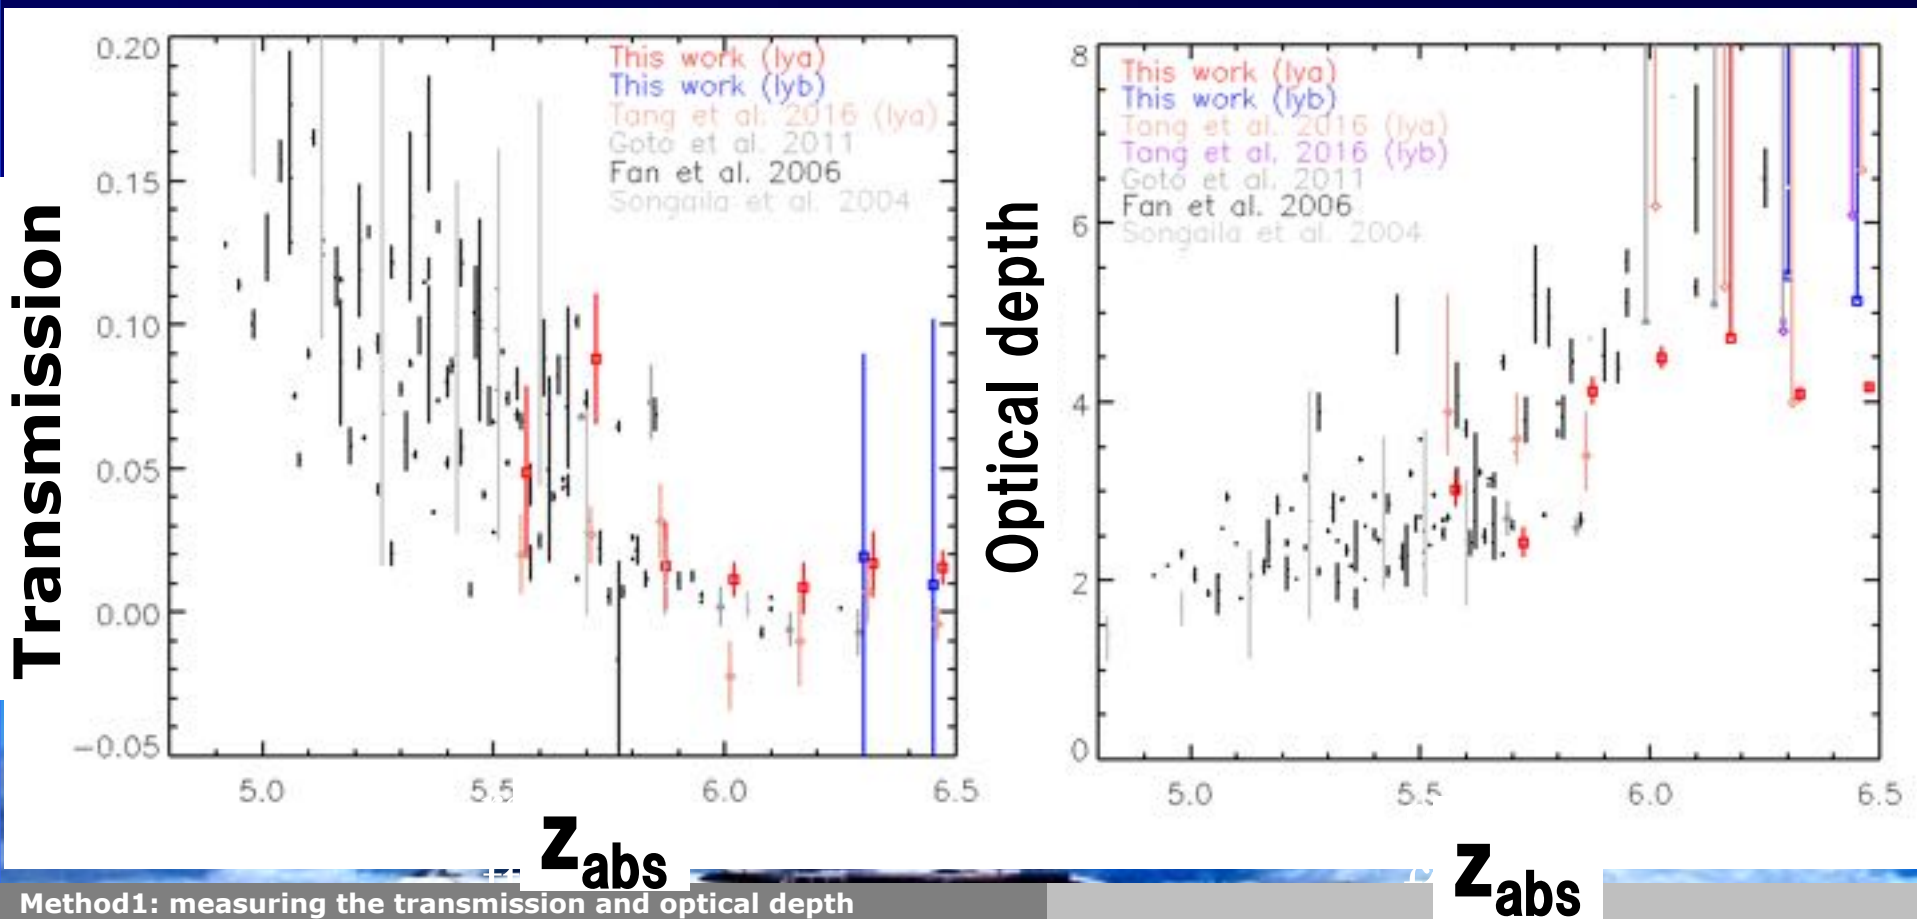 0.20
0.15
0.10
0.05
0.00
−0.05
Transmission
This work (lya)
This work (lyb)
Tang et al. 2016 (lya)
Goto et al. 2011
Fan et al. 2006
Songaila et al. 2004
5.0 5.5 6.0 6.5
z abs
8
6
4
2
0
Optical depth
This work (lya)
This work (lyb)
Tang et al. 2016 (lya)
Tang et al. 2016 (lyb)
Goto et al. 2011
Fan et al. 2006
Songaila et al. 2004
5.0 5.5 6.0 6.5
z abs
Method1: measuring the transmission and optical depth